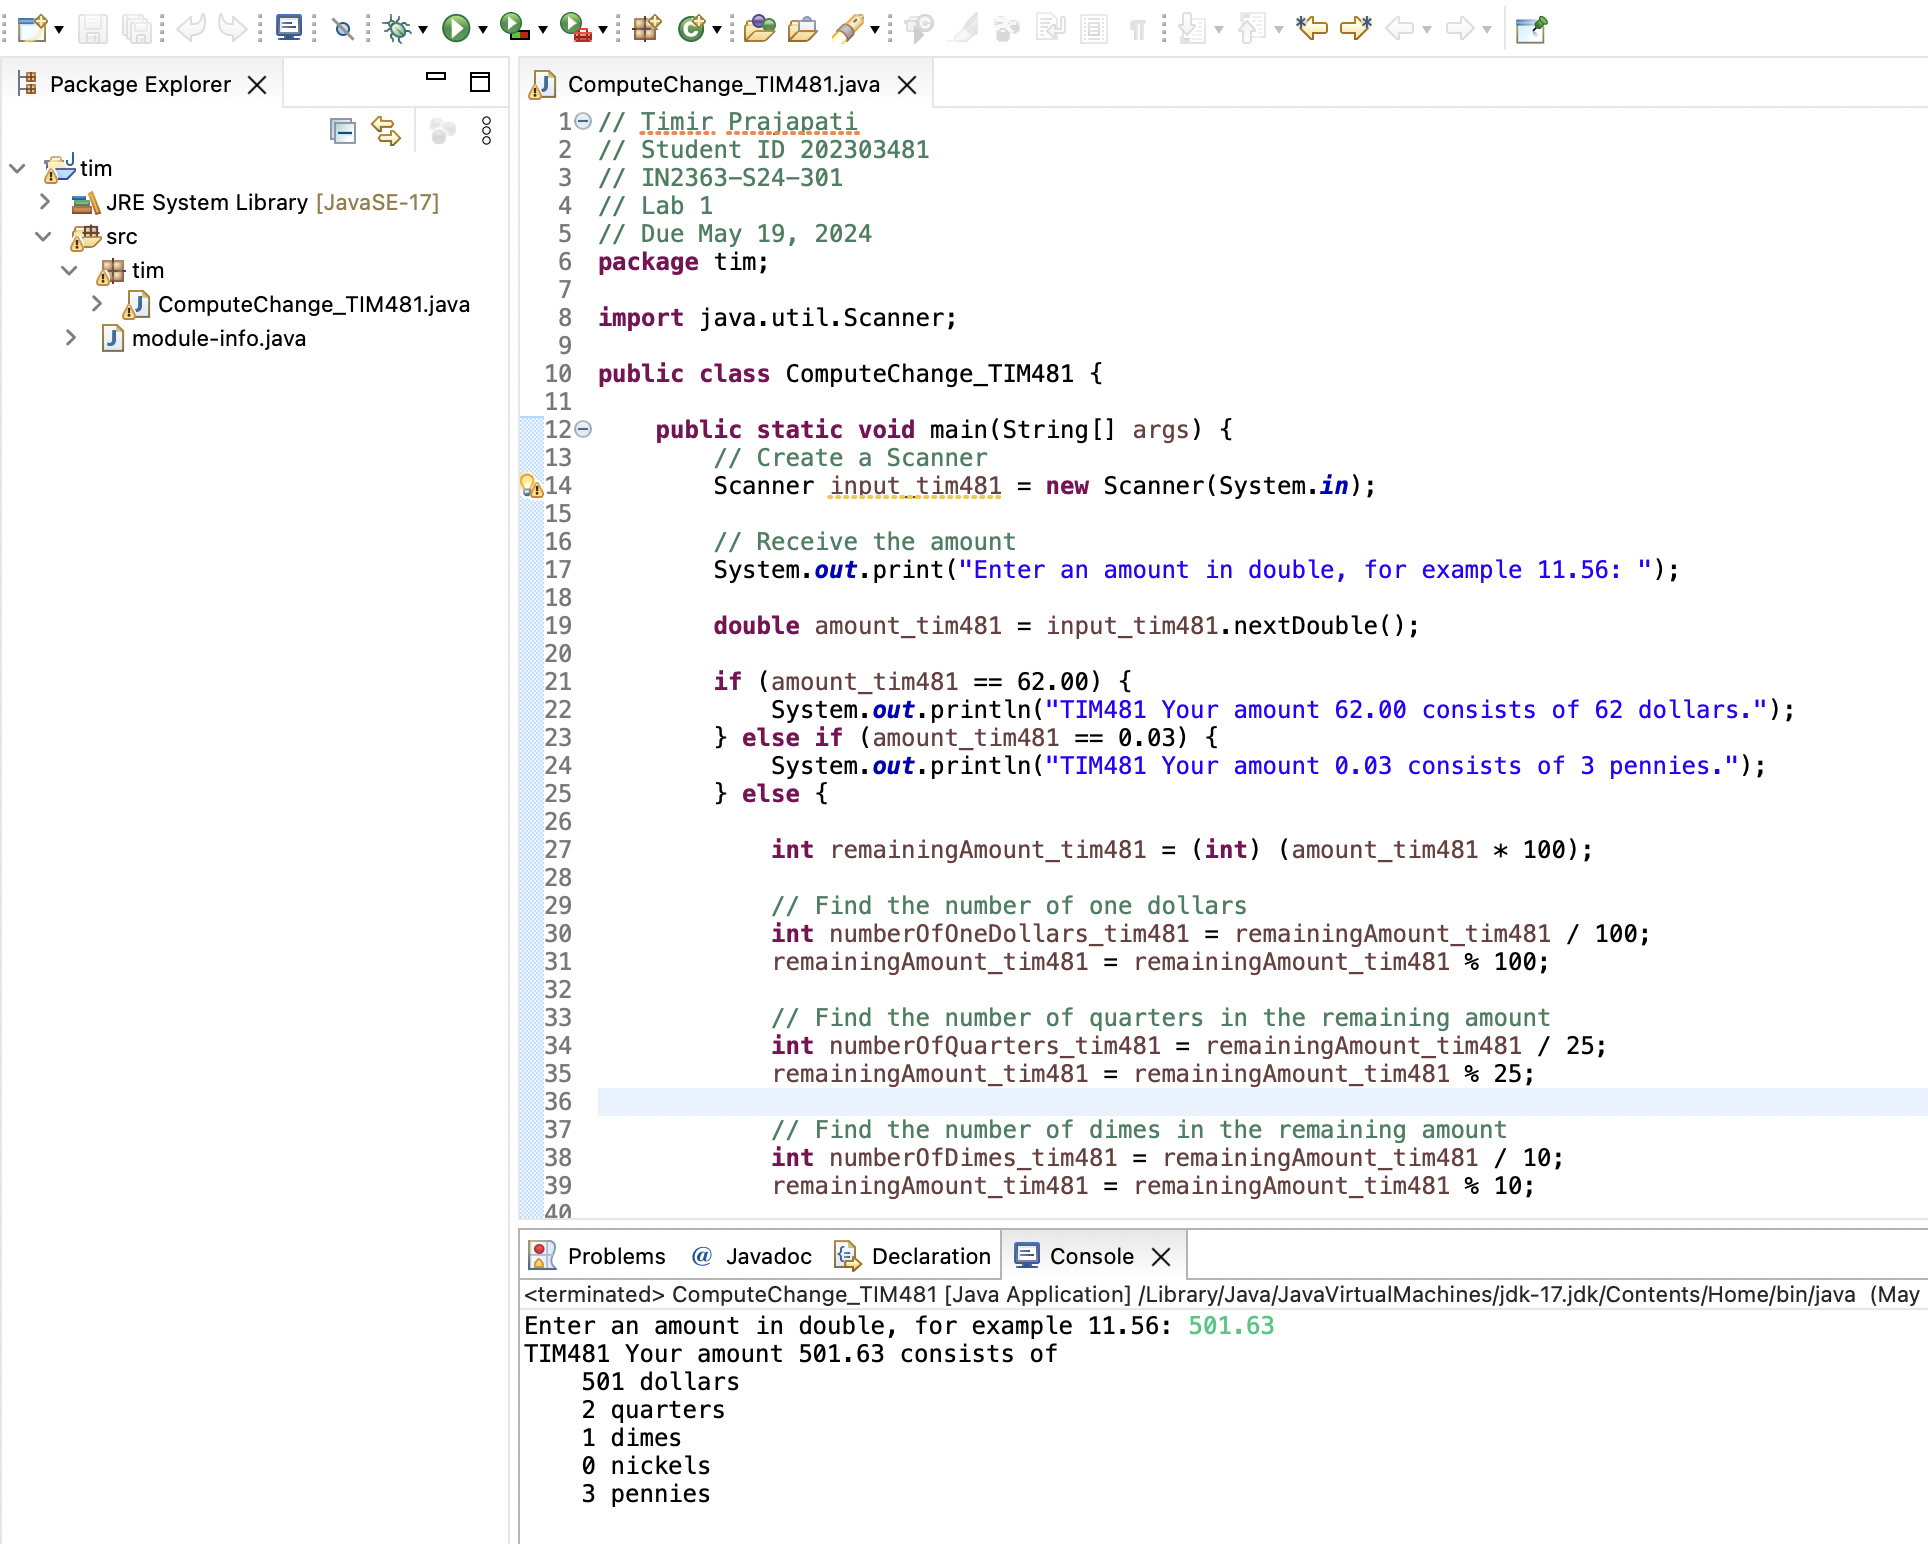 Package Explorer
tim
JRE System Library [JavaSE-17]
src
tim
ComputeChange_TIM481.java
module-info.java
ComputeChange_TIM481.java
1 // Timir Prajapati
2 // Student ID 202303481
3 // IN2363-S24-301
4 // Lab 1
5 // Due May 19, 2024
6 package tim;
7
8 import java.util.Scanner;
9
10 public class ComputeChange_TIM481 {
11
12     public static void main(String[] args) {
13         // Create a Scanner
14         Scanner input_tim481 = new Scanner(System.in);
15
16         // Receive the amount
17         System.out.print("Enter an amount in double, for example 11.56: ");
18
19         double amount_tim481 = input_tim481.nextDouble();
20
21         if (amount_tim481 == 62.00) {
22             System.out.println("TIM481 Your amount 62.00 consists of 62 dollars.");
23         } else if (amount_tim481 == 0.03) {
24             System.out.println("TIM481 Your amount 0.03 consists of 3 pennies.");
25         } else {
26
27             int remainingAmount_tim481 = (int) (amount_tim481 * 100);
28
29             // Find the number of one dollars
30             int numberOfOneDollars_tim481 = remainingAmount_tim481 / 100;
31             remainingAmount_tim481 = remainingAmount_tim481 % 100;
32
33             // Find the number of quarters in the remaining amount
34             int numberOfQuarters_tim481 = remainingAmount_tim481 / 25;
35             remainingAmount_tim481 = remainingAmount_tim481 % 25;
36
37             // Find the number of dimes in the remaining amount
38             int numberOfDimes_tim481 = remainingAmount_tim481 / 10;
39             remainingAmount_tim481 = remainingAmount_tim481 % 10;
40
Problems @ Javadoc Declaration Console
<terminated> ComputeChange_TIM481 [Java Application] /Library/Java/JavaVirtualMachines/jdk-17.jdk/Contents/Home/bin/java (May
Enter an amount in double, for example 11.56: 501.63
TIM481 Your amount 501.63 consists of
    501 dollars
    2 quarters
    1 dimes
    0 nickels
    3 pennies